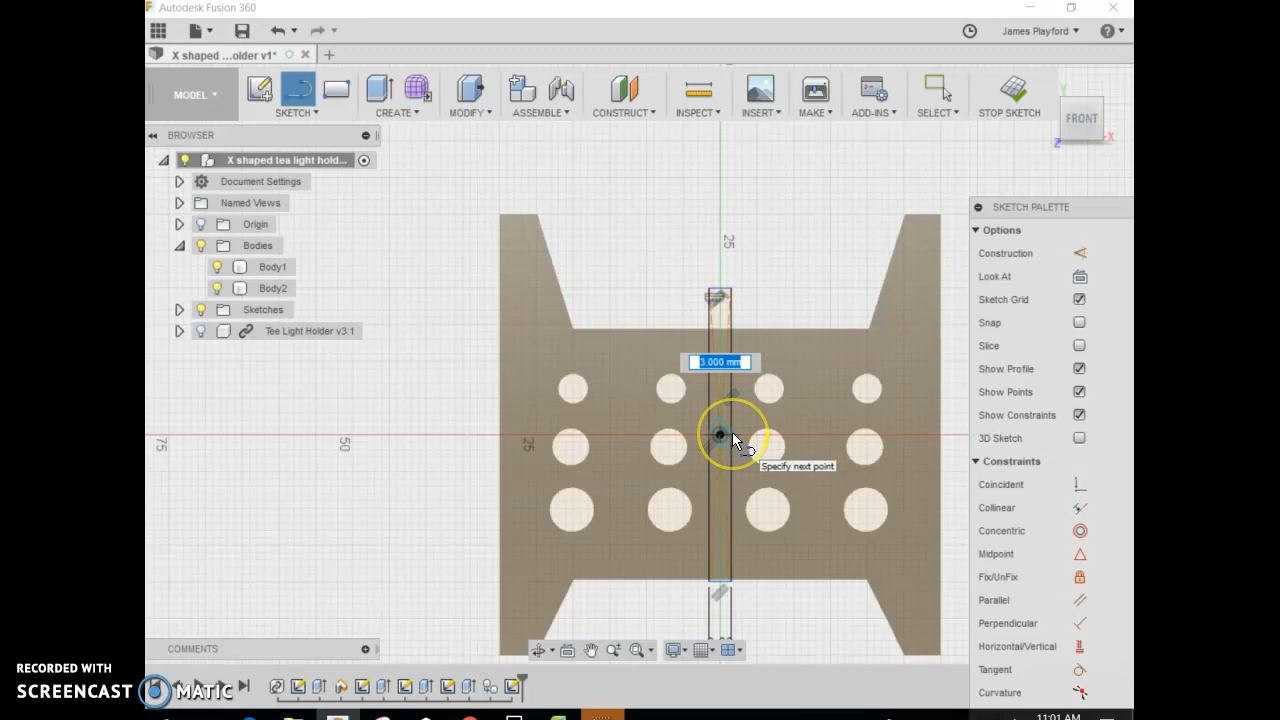 Autodesk Fusion 360
James Playford
X shaped ...older v1*
MODEL
SKETCH
CREATE
MODIFY
ASSEMBLE
CONSTRUCT
INSPECT
INSERT
MAKE
ADD-INS
SELECT
STOP SKETCH
FRONT
Y
X
Z
BROWSER
X shaped tea light hold...
Document Settings
Named Views
Origin
Bodies
Body1
Body2
Sketches
Tee Light Holder v3:1
25
3.000 mm
75
50
25
Specify next point
SKETCH PALETTE
Options
Construction
Look At
Sketch Grid
Snap
Slice
Show Profile
Show Points
Show Constraints
3D Sketch
Constraints
Coincident
Collinear
Concentric
Midpoint
Fix/UnFix
Parallel
Perpendicular
Horizontal/Vertical
Tangent
Curvature
COMMENTS
RECORDED WITH
SCREENCAST MATIC
11:01 AM